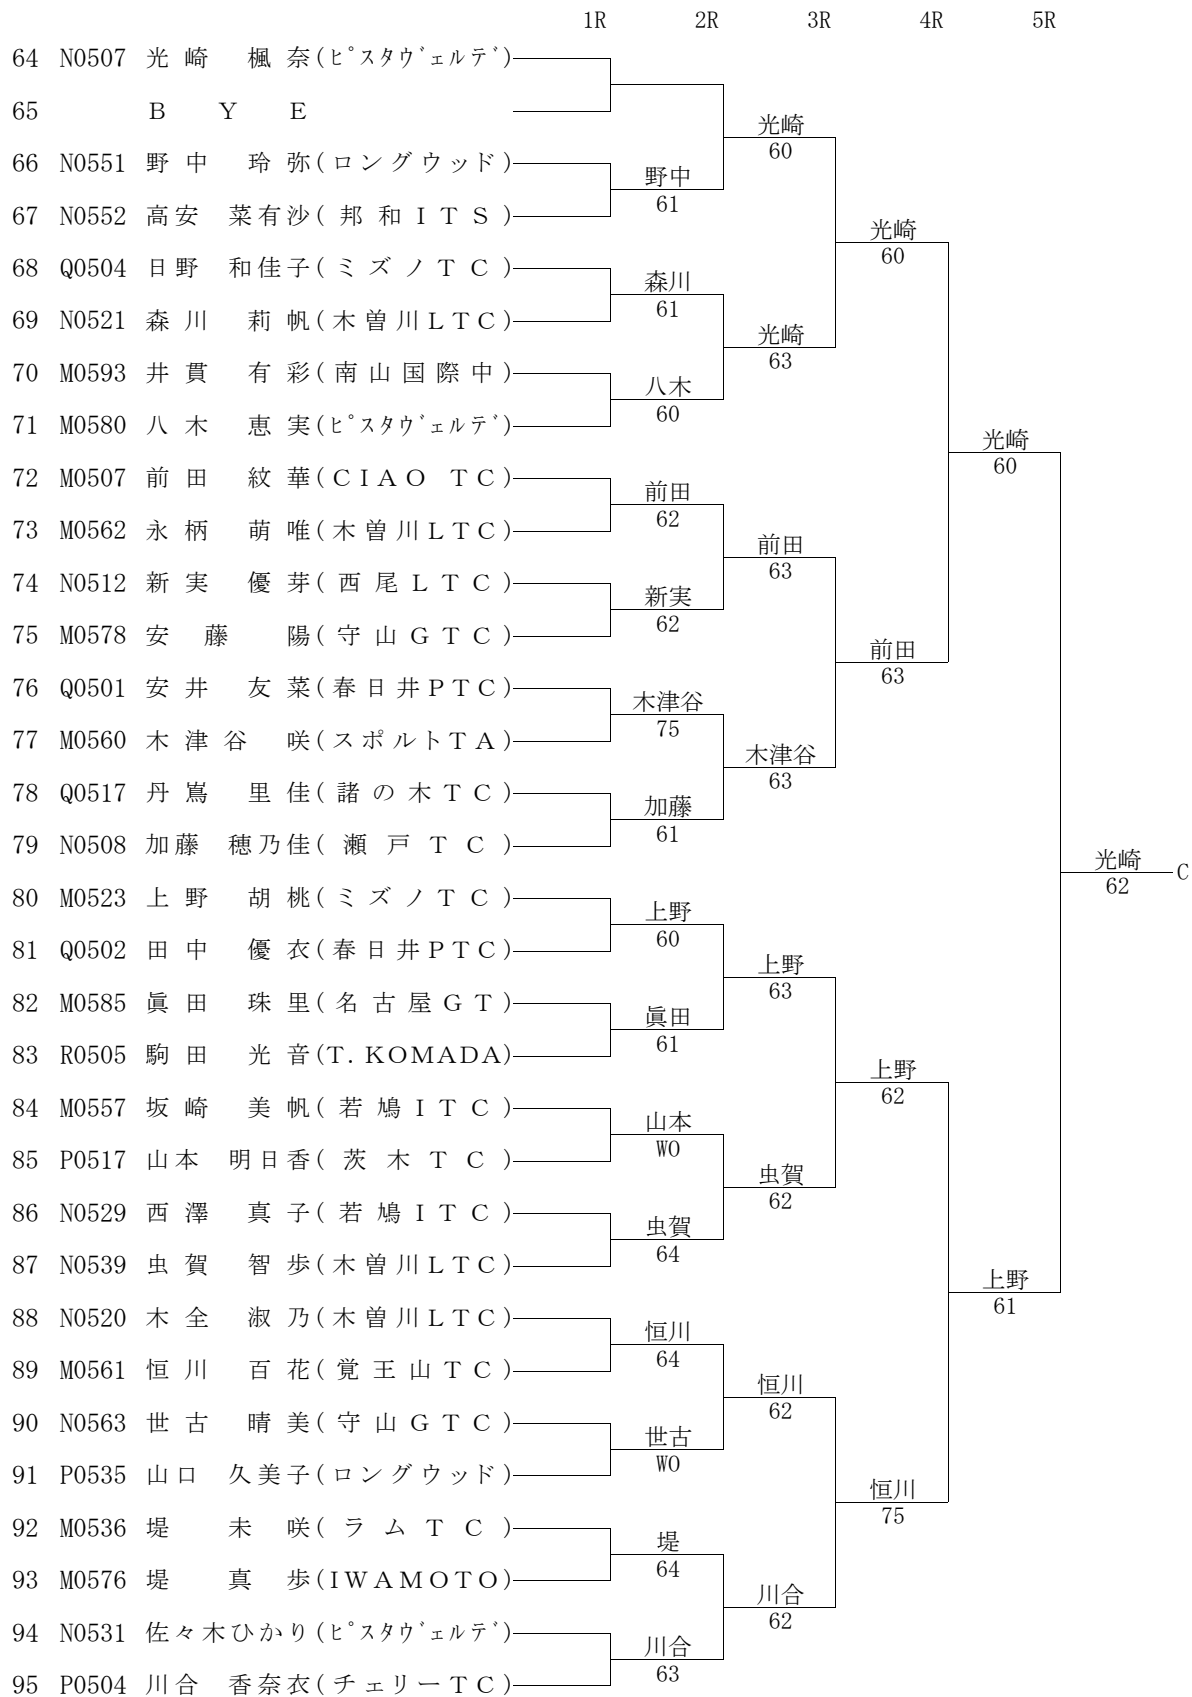 1R 2R 3R 4R 5R
64 N0507 光崎 楓奈(ピスタヴェルデ)
65 BYE
光崎
60
66 N0551 野中 玲弥(ロングウッド)
野中
61
67 N0552 高安 菜有沙(邦和ITS)
光崎
60
68 Q0504 日野 和佳子(ミズノTC)
森川
61
69 N0521 森川 莉帆(木曽川LTC)
光崎
63
70 M0593 井貫 有彩(南山国際中)
八木
60
71 M0580 八木 恵実(ピスタヴェルデ)
光崎
60
72 M0507 前田 紋華(CIAO TC)
前田
62
73 M0562 永柄 萌唯(木曽川LTC)
前田
63
74 N0512 新実 優芽(西尾LTC)
新実
62
75 M0578 安藤 陽(守山GTC)
前田
63
76 Q0501 安井 友菜(春日井PTC)
木津谷
75
77 M0560 木津谷 咲(スポルトTA)
木津谷
63
78 Q0517 丹嶌 里佳(諸の木TC)
加藤
61
79 N0508 加藤 穂乃佳(瀬戸TC)
光崎
62
C
80 M0523 上野 胡桃(ミズノTC)
上野
60
81 Q0502 田中 優衣(春日井PTC)
上野
63
82 M0585 眞田 珠里(名古屋GT)
眞田
61
83 R0505 駒田 光音(T.KOMADA)
上野
62
84 M0557 坂崎 美帆(若鳩ITC)
山本
WO
85 P0517 山本 明日香(茨木TC)
虫賀
62
86 N0529 西澤 真子(若鳩ITC)
虫賀
64
87 N0539 虫賀 智歩(木曽川LTC)
上野
61
88 N0520 木全 淑乃(木曽川LTC)
恒川
64
89 M0561 恒川 百花(覚王山TC)
恒川
62
90 N0563 世古 晴美(守山GTC)
世古
WO
91 P0535 山口 久美子(ロングウッド)
恒川
75
92 M0536 堤 未咲(ラムTC)
堤
64
93 M0576 堤 真歩(IWAMOTO)
川合
62
94 N0531 佐々木ひかり(ピスタヴェルデ)
川合
63
95 P0504 川合 香奈衣(チェリーTC)